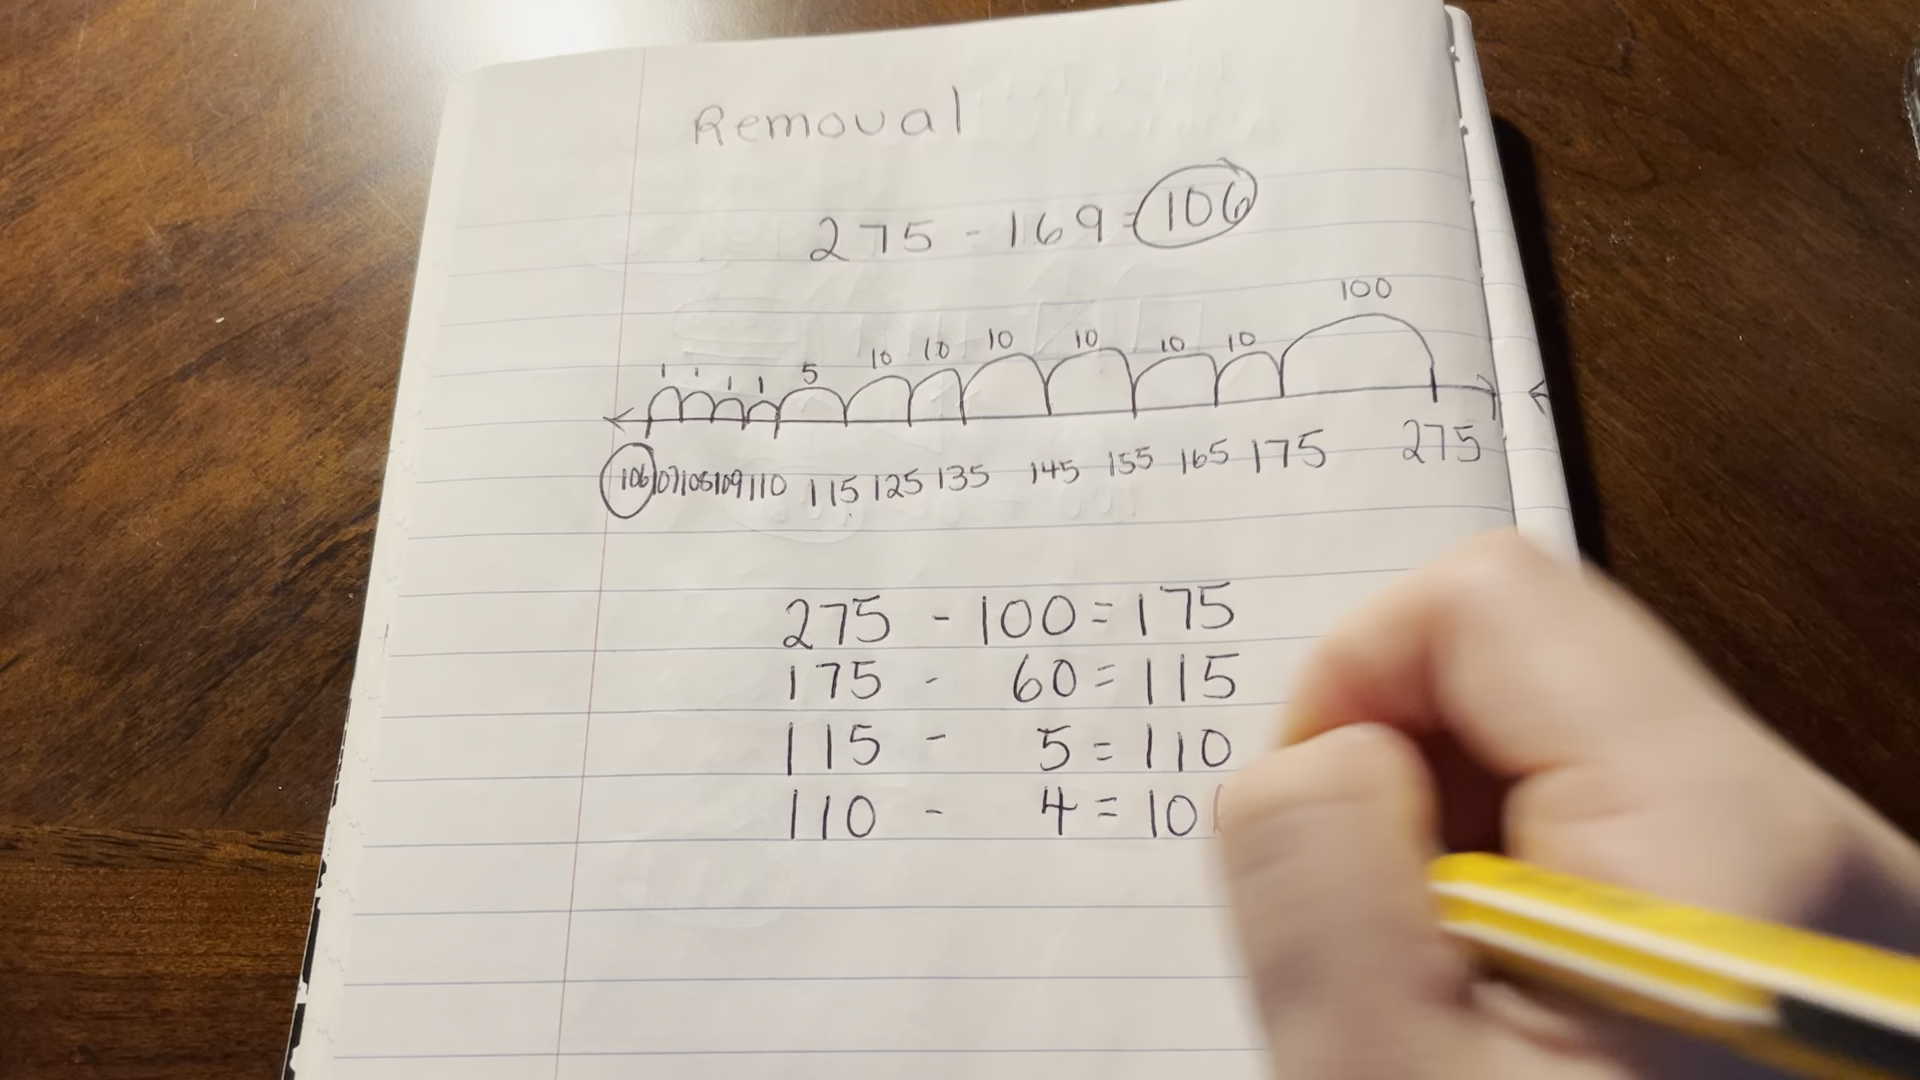 Removal
275 - 169 = 106
100
1 1 1 1 5 10 10 10 10 10 10
106 107 108 109 110 115 125 135 145 155 165 175 275
275 - 100 = 175
175 - 60 = 115
115 - 5 = 110
110 - 4 = 10